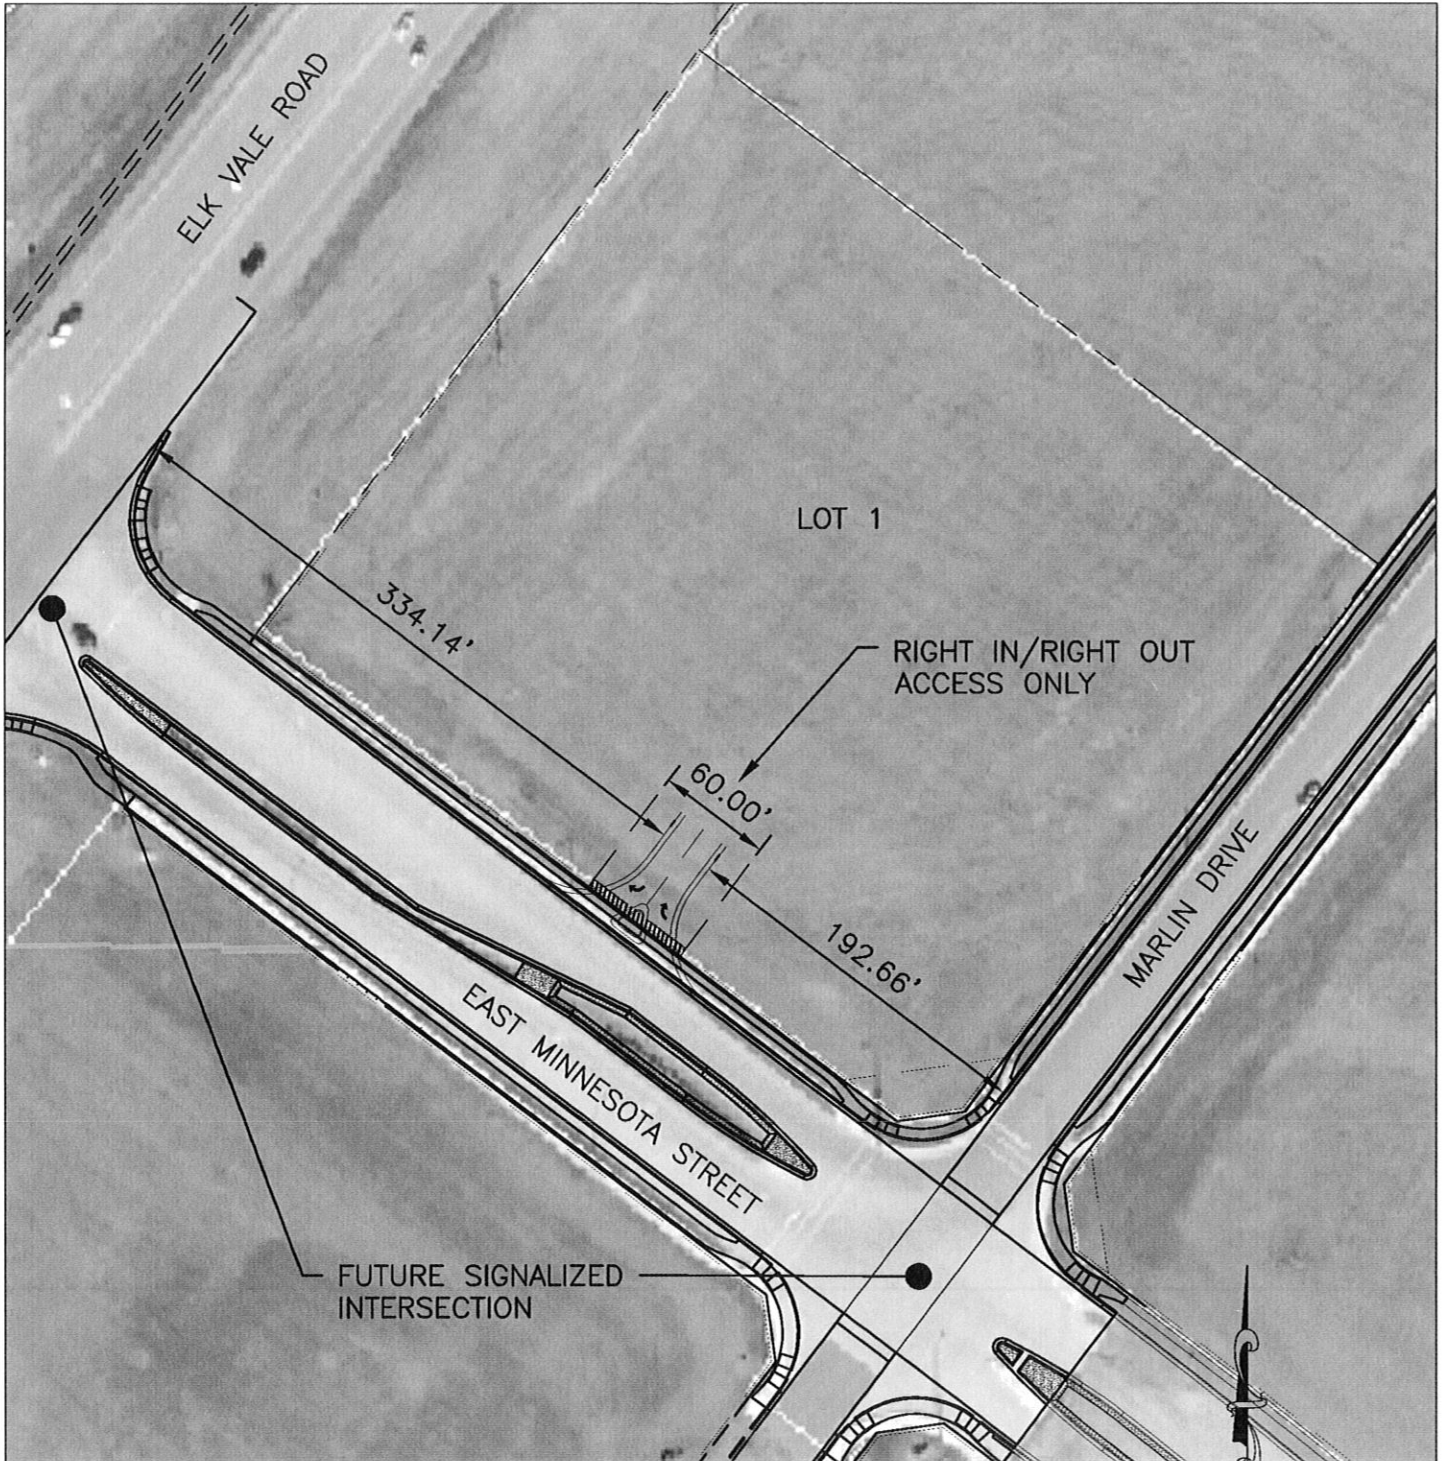 ELK VALE ROAD
LOT 1
334.14'
RIGHT IN/RIGHT OUT
ACCESS ONLY
60.00'
192.66'
MARLIN DRIVE
EAST MINNESOTA STREET
FUTURE SIGNALIZED
INTERSECTION